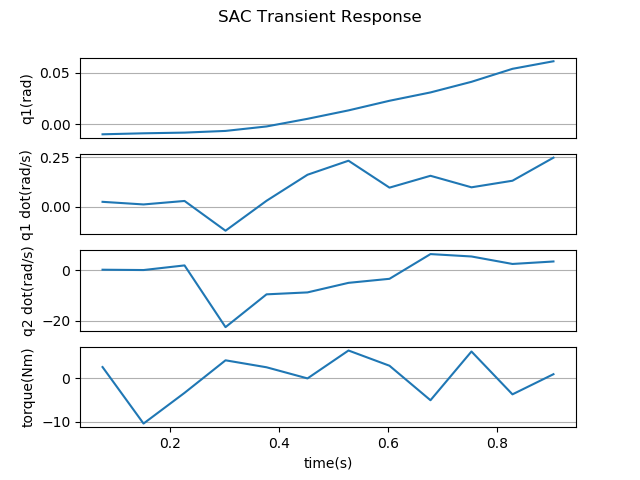 SAC Transient Response
q1(rad)
0.05
0.00
q1 dot(rad/s)
0.25
0.00
q2 dot(rad/s)
0
−20
torque(Nm)
0
−10
0.2 0.4 0.6 0.8
time(s)